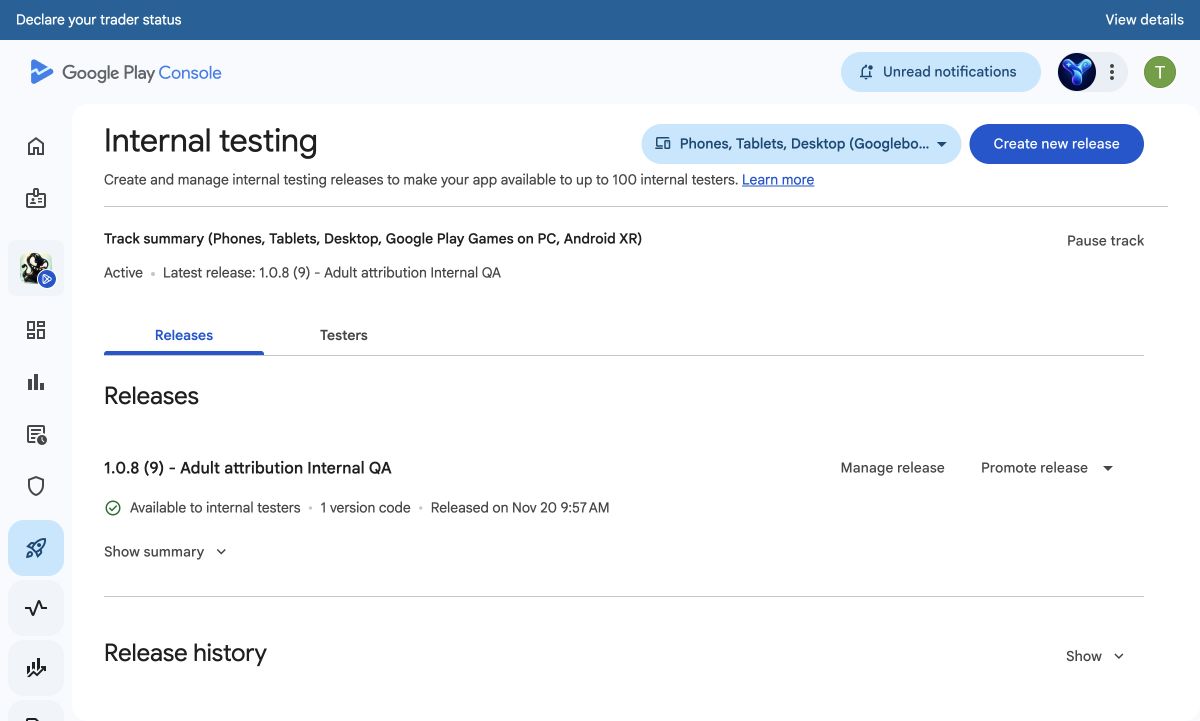 Declare your trader status
View details
Google Play Console
Unread notifications
T
Internal testing
Phones, Tablets, Desktop (Googlebo...
Create new release
Create and manage internal testing releases to make your app available to up to 100 internal testers. Learn more
Track summary (Phones, Tablets, Desktop, Google Play Games on PC, Android XR)
Pause track
Active • Latest release: 1.0.8 (9) - Adult attribution Internal QA
Releases
Testers
Releases
1.0.8 (9) - Adult attribution Internal QA
Manage release
Promote release
Available to internal testers • 1 version code • Released on Nov 20 9:57 AM
Show summary
Release history
Show